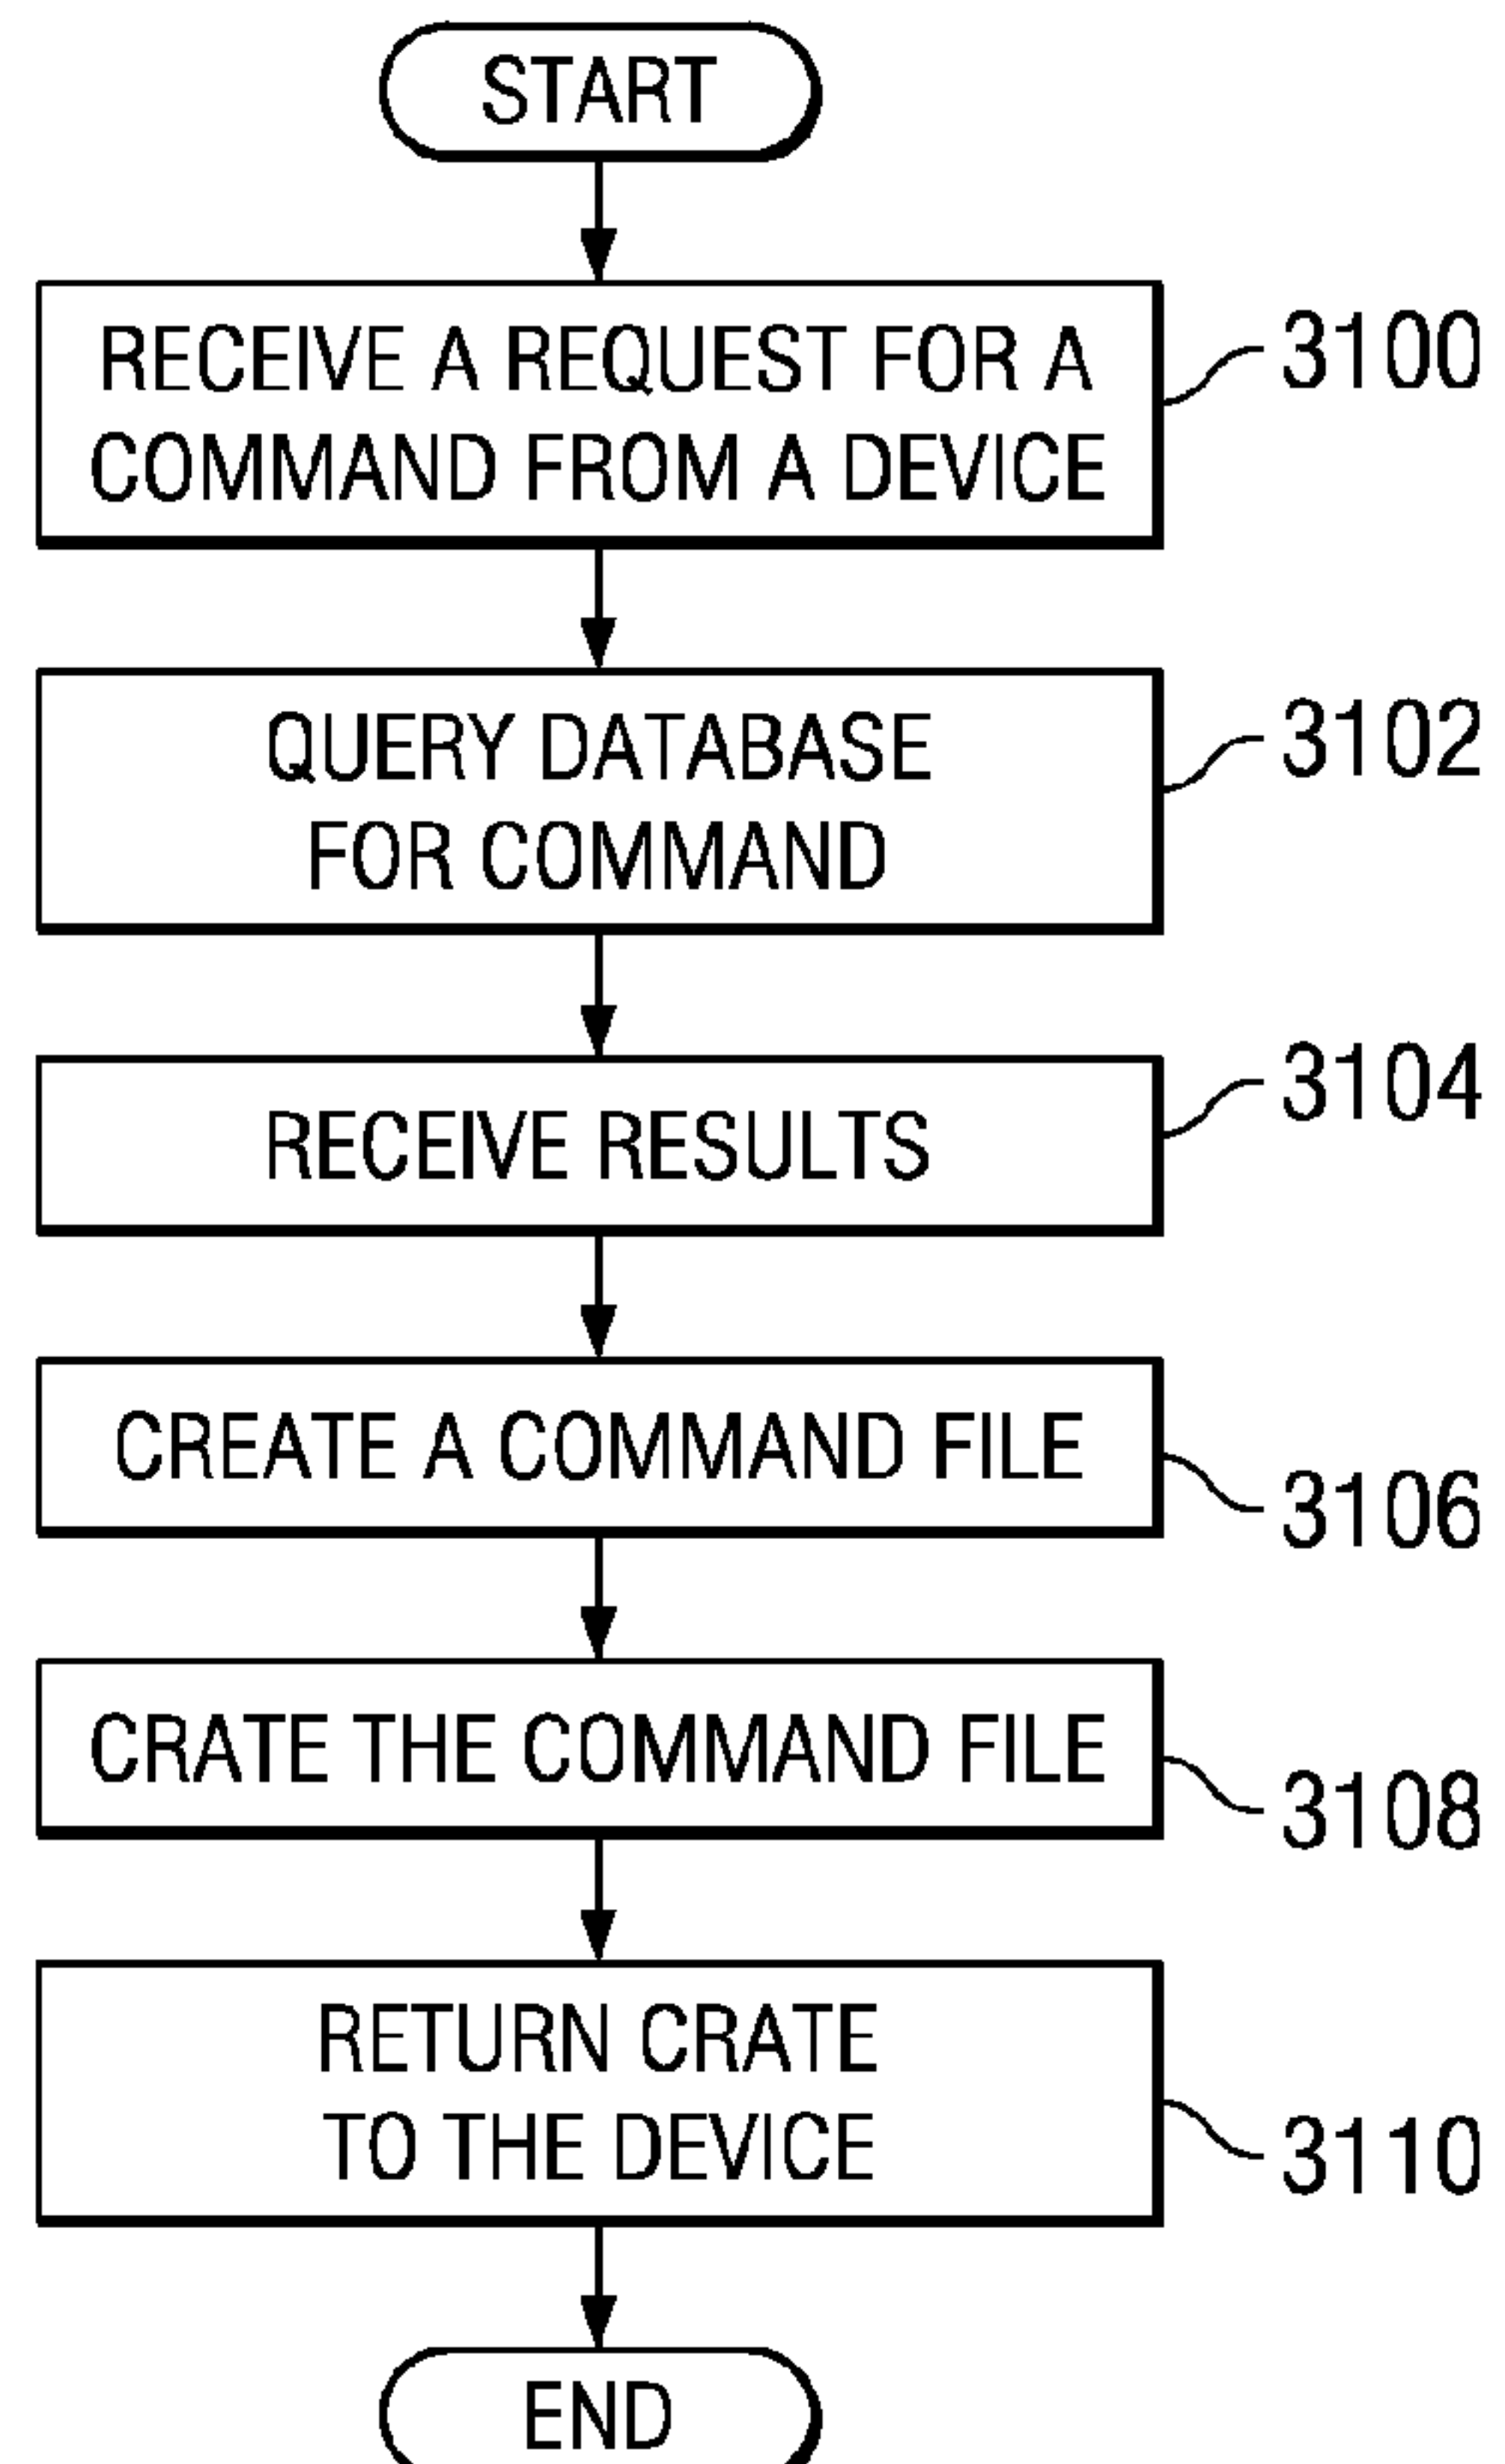 START
RECEIVE A REQUEST FOR A
COMMAND FROM A DEVICE
3100
QUERY DATABASE
FOR COMMAND
3102
RECEIVE RESULTS
3104
CREATE A COMMAND FILE
3106
CRATE THE COMMAND FILE
3108
RETURN CRATE
TO THE DEVICE
3110
END